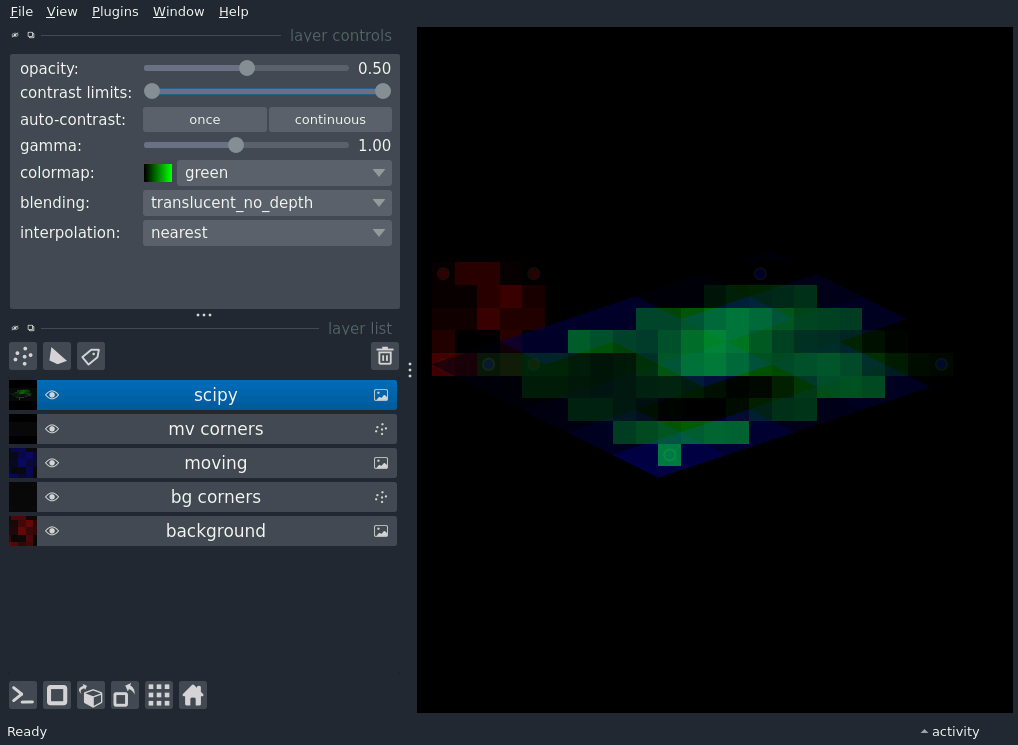 File View Plugins Window Help
layer controls
opacity: 0.50
contrast limits:
auto-contrast: once continuous
gamma: 1.00
colormap: green
blending: translucent_no_depth
interpolation: nearest
layer list
scipy
mv corners
moving
bg corners
background
Ready activity